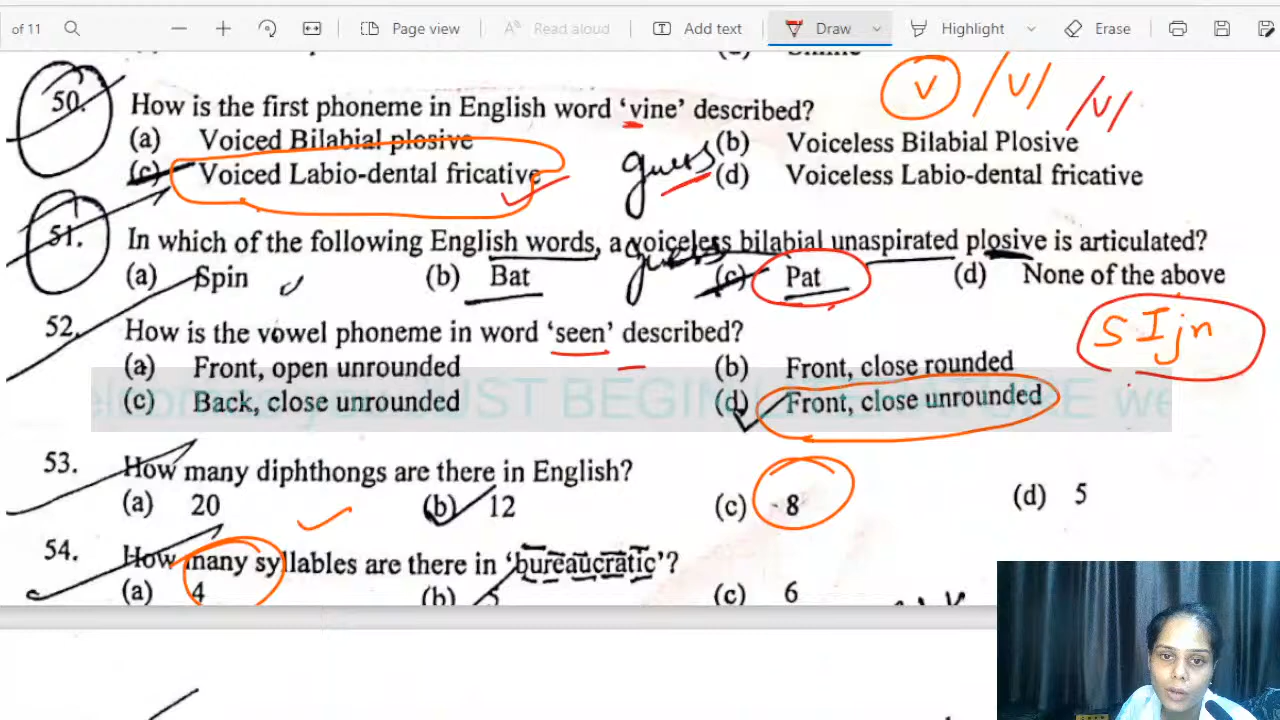 of 11 Page view Read aloud Add text Draw Highlight Erase
50. How is the first phoneme in English word ‘vine’ described? v /v/ /v/
(a) Voiced Bilabial plosive (b) Voiceless Bilabial Plosive
(c) Voiced Labio-dental fricative guess (d) Voiceless Labio-dental fricative
51. In which of the following English words, a voiceless bilabial unaspirated plosive is articulated?
guess
(a) Spin (b) Bat (c) Pat (d) None of the above
52. How is the vowel phoneme in word ‘seen’ described? sIjn
(a) Front, open unrounded (b) Front, close rounded
(c) Back, close unrounded (d) Front, close unrounded
JUST BEGIN LITERATURE we
53. How many diphthongs are there in English?
(a) 20 (b) 12 (c) 8 (d) 5
54. How many syllables are there in ‘bureaucratic’?
(a) 4 (b) 5 (c) 6